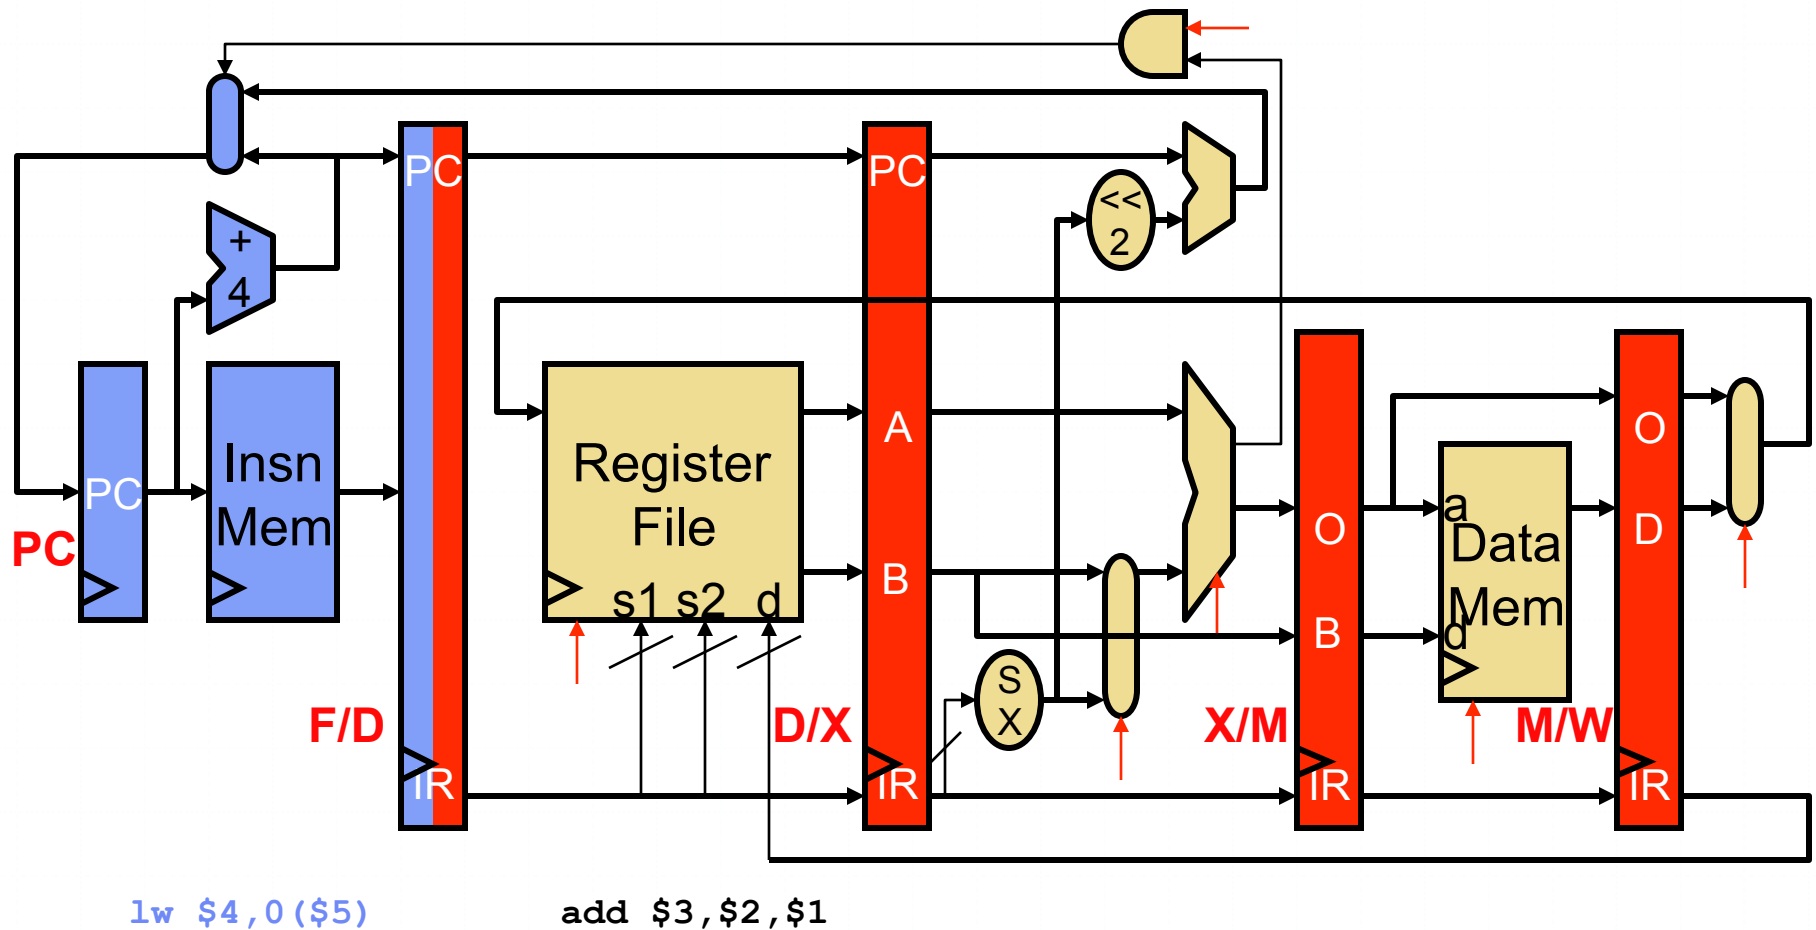 PC
PC
<<
2
+
4
A
Insn
Mem
Register
File
PC
PC
O
B
s1 s2 d
O
D
a
Data
Mem
d
B
S
X
F/D
D/X
X/M
M/W
IR
IR
IR
IR
lw $4,0($5)
add $3,$2,$1